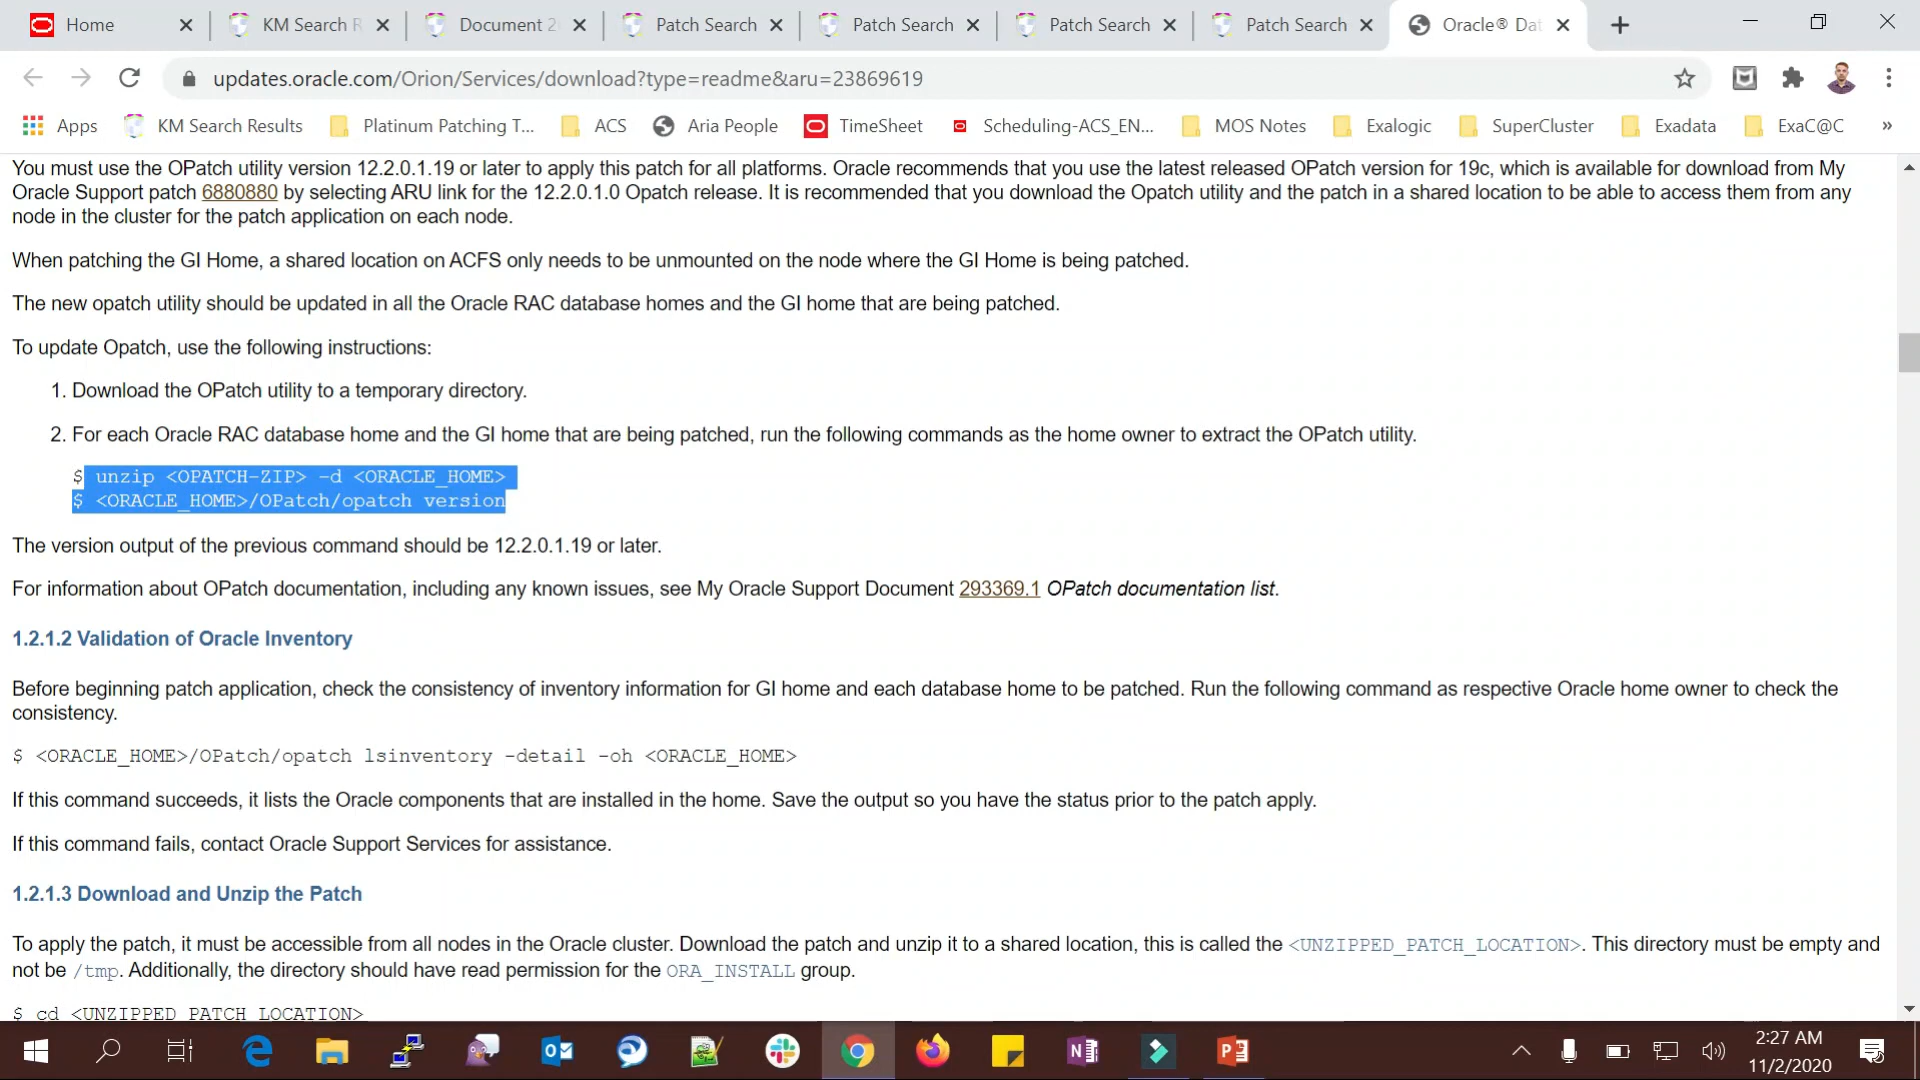 Home
KM Search R
Document 2
Patch Search
Patch Search
Patch Search
Patch Search
Oracle® Dat
updates.oracle.com/Orion/Services/download?type=readme&aru=23869619
Apps
KM Search Results
Platinum Patching T...
ACS
Aria People
TimeSheet
Scheduling-ACS_EN...
MOS Notes
Exalogic
SuperCluster
Exadata
ExaC@C
»
You must use the OPatch utility version 12.2.0.1.19 or later to apply this patch for all platforms. Oracle recommends that you use the latest released OPatch version for 19c, which is available for download from My
Oracle Support patch 6880880 by selecting ARU link for the 12.2.0.1.0 Opatch release. It is recommended that you download the Opatch utility and the patch in a shared location to be able to access them from any
node in the cluster for the patch application on each node.
When patching the GI Home, a shared location on ACFS only needs to be unmounted on the node where the GI Home is being patched.
The new opatch utility should be updated in all the Oracle RAC database homes and the GI home that are being patched.
To update Opatch, use the following instructions:
1. Download the OPatch utility to a temporary directory.
2. For each Oracle RAC database home and the GI home that are being patched, run the following commands as the home owner to extract the OPatch utility.
$ unzip <OPATCH-ZIP> -d <ORACLE_HOME>
$ <ORACLE_HOME>/OPatch/opatch version
The version output of the previous command should be 12.2.0.1.19 or later.
For information about OPatch documentation, including any known issues, see My Oracle Support Document 293369.1 OPatch documentation list.
1.2.1.2 Validation of Oracle Inventory
Before beginning patch application, check the consistency of inventory information for GI home and each database home to be patched. Run the following command as respective Oracle home owner to check the
consistency.
$ <ORACLE_HOME>/OPatch/opatch lsinventory -detail -oh <ORACLE_HOME>
If this command succeeds, it lists the Oracle components that are installed in the home. Save the output so you have the status prior to the patch apply.
If this command fails, contact Oracle Support Services for assistance.
1.2.1.3 Download and Unzip the Patch
To apply the patch, it must be accessible from all nodes in the Oracle cluster. Download the patch and unzip it to a shared location, this is called the <UNZIPPED_PATCH_LOCATION>. This directory must be empty and
not be /tmp. Additionally, the directory should have read permission for the ORA_INSTALL group.
$ cd <UNZIPPED_PATCH_LOCATION>
2:27 AM
11/2/2020